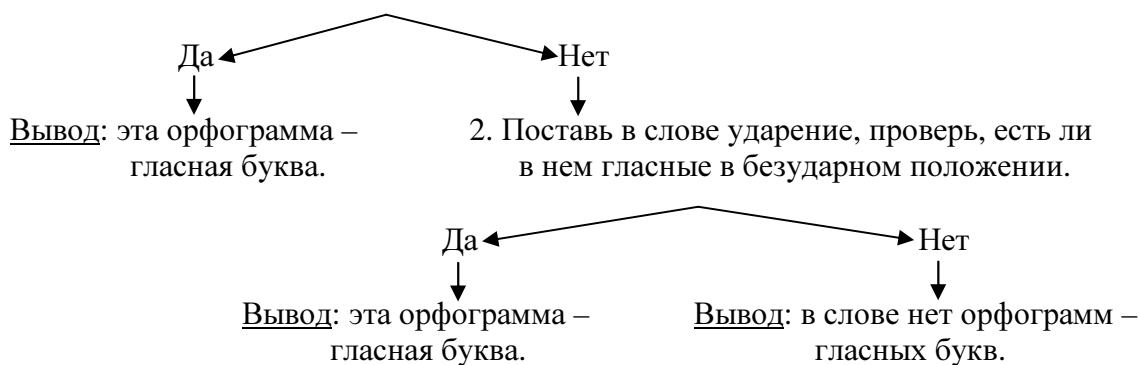 Да Нет
Вывод: эта орфограмма – 2. Поставь в слове ударение, проверь, есть ли
гласная буква. в нем гласные в безударном положении.
Да Нет
Вывод: эта орфограмма – Вывод: в слове нет орфограмм –
гласная буква. гласных букв.